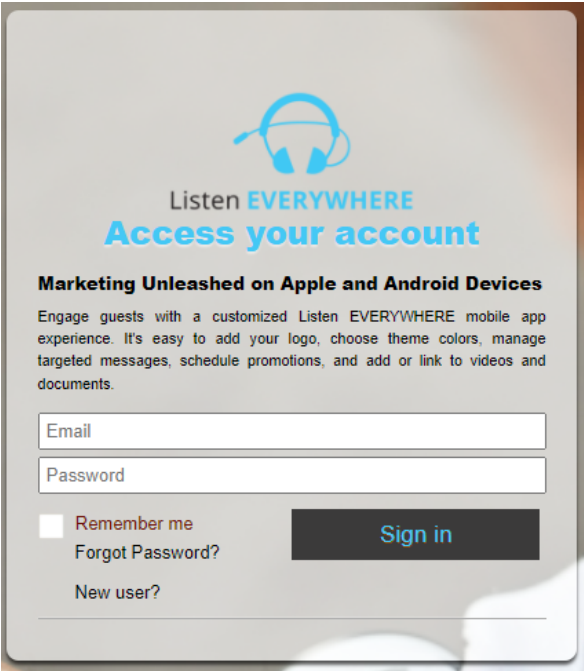 Listen EVERYWHERE
Access your account
Marketing Unleashed on Apple and Android Devices
Engage guests with a customized Listen EVERYWHERE mobile app
experience. It's easy to add your logo, choose theme colors, manage
targeted messages, schedule promotions, and add or link to videos and
documents.
Email
Password
Remember me
Sign in
Forgot Password?
New user?